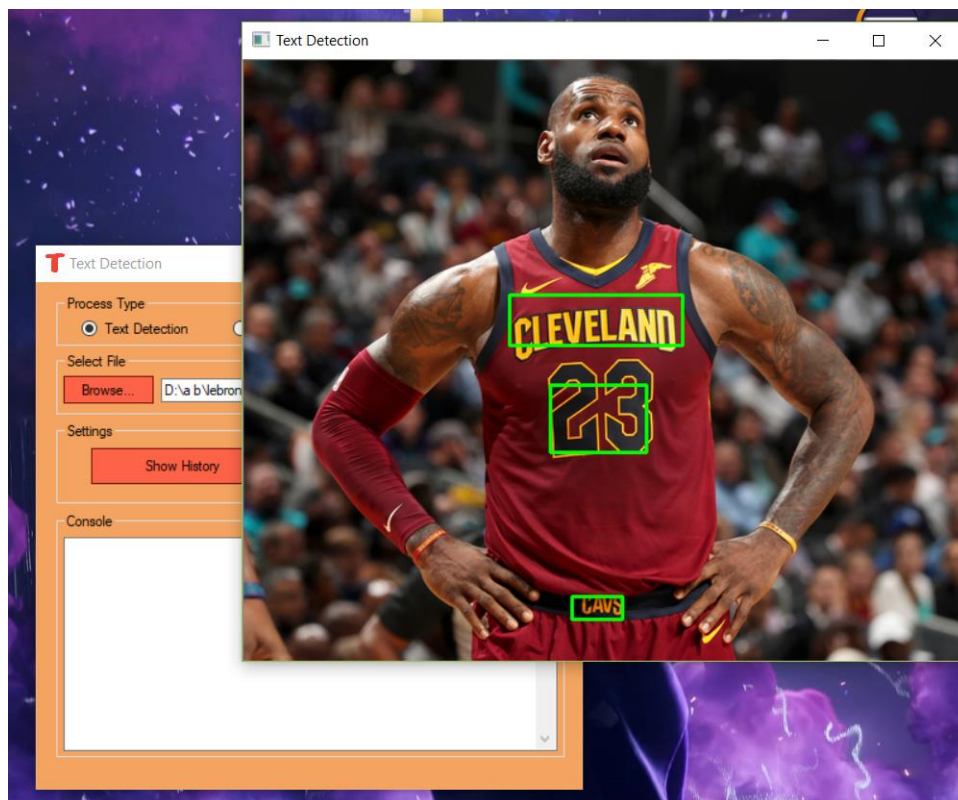 Text Detection
CLEVELAND
23
CAVS
Text Detection
Process Type
Text Detection
Select File
Browse...
D:\a b\lebron
Settings
Show History
Console